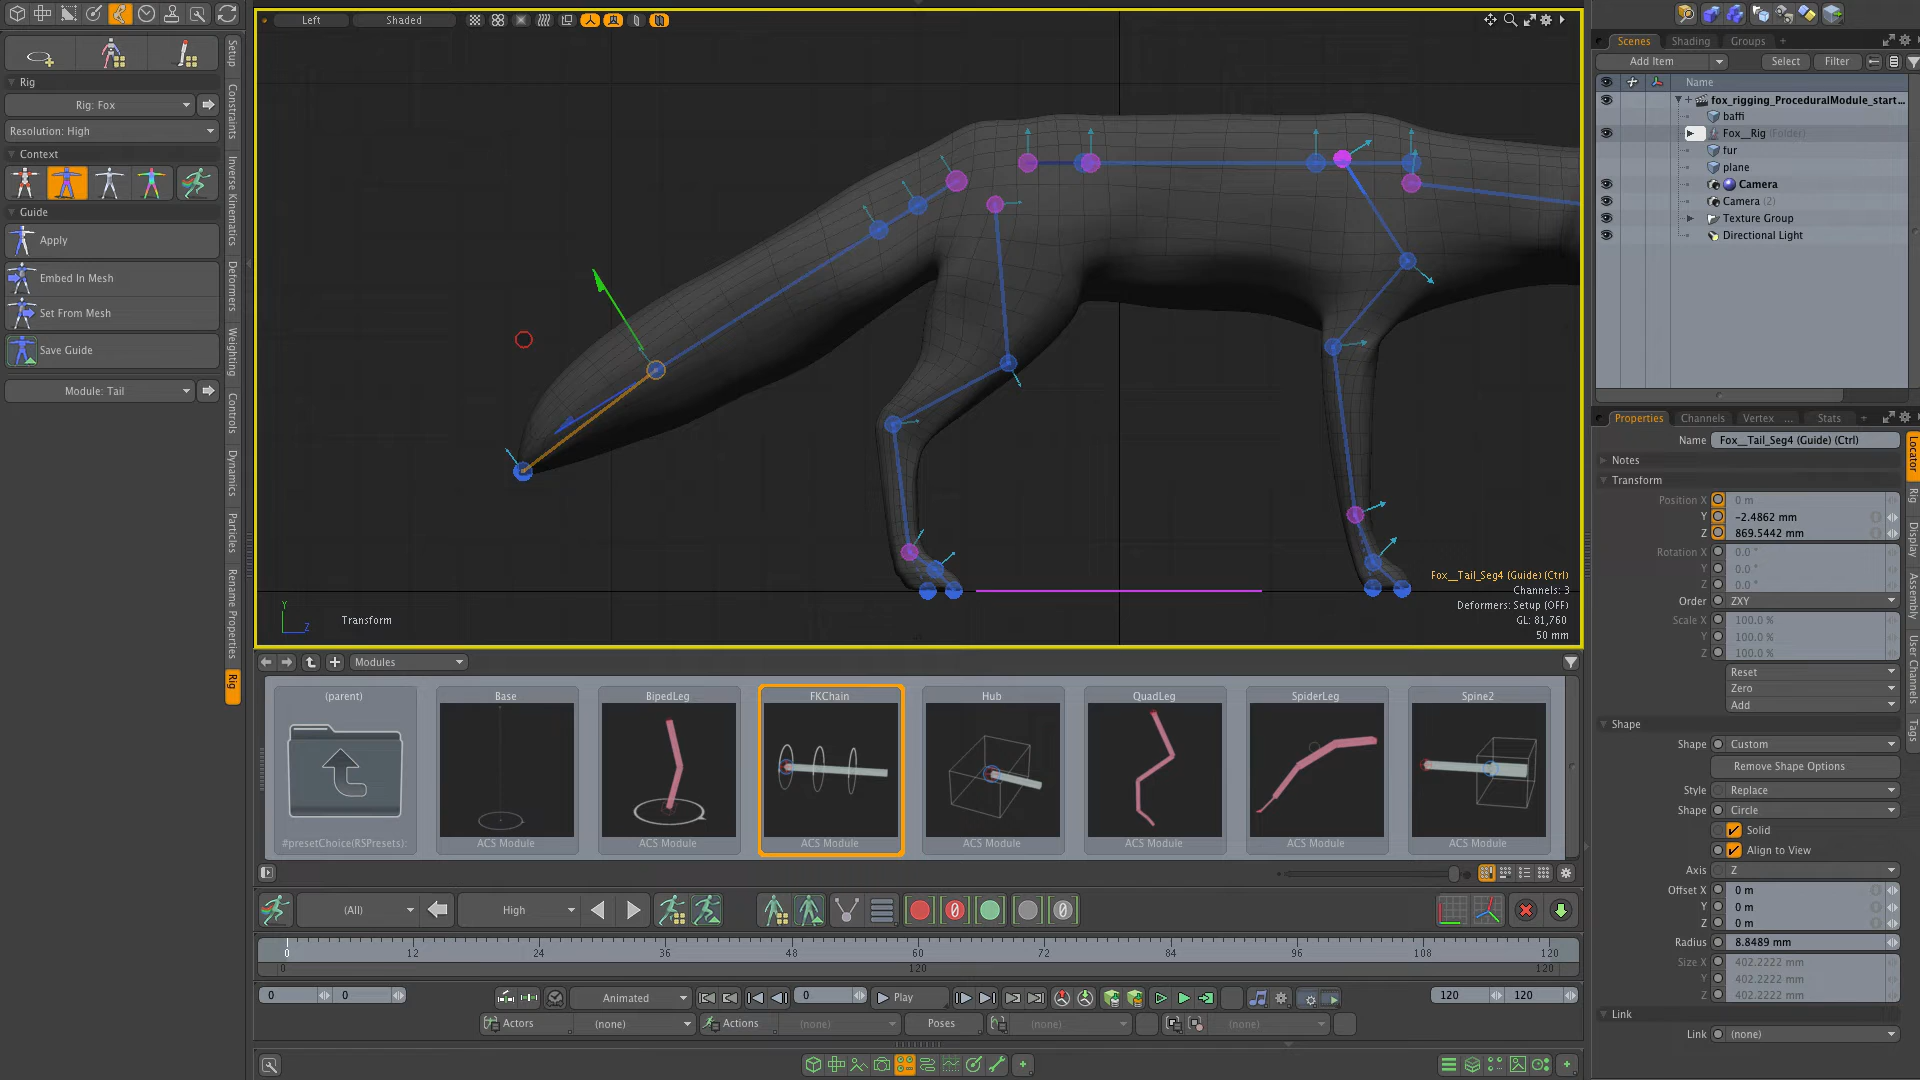 Left
Shaded
Scenes
Shading
Groups
+
Add Item
Select
Filter
Name
fox_rigging_ProceduralModule_start...
baffi
Fox__Rig (Folder)
fur
plane
Camera
Camera (2)
Texture Group
Directional Light
Rig
Rig: Fox
Resolution: High
Context
Guide
Apply
Embed In Mesh
Set From Mesh
Save Guide
Module: Tail
Setup
Constraints
Inverse Kinematics
Deformers
Weighting
Controls
Dynamics
Particles
Rename Properties
Rig
Fox__Tail_Seg4 (Guide) (Ctrl)
Channels: 3
Deformers: Setup (OFF)
GL: 81,760
50 mm
Y
Z
Transform
Modules
(parent)
#presetChoice(RSPresets):
Base
ACS Module
BipedLeg
ACS Module
FKChain
ACS Module
Hub
ACS Module
QuadLeg
ACS Module
SpiderLeg
ACS Module
Spine2
ACS Module
(All)
High
0 12 24 36 48 60 72 84 96 108 120
0 120 120
0 0
Animated
0
Play
120 120
Actors
(none)
Actions
(none)
Poses
(none)
(none)
Properties
Channels
Vertex ...
Stats
+
Name Fox__Tail_Seg4 (Guide) (Ctrl)
Notes
Transform
Position X 0 m
Y -2.4862 mm
Z 869.5442 mm
Rotation X 0.0 °
Y 0.0 °
Z 0.0 °
Order ZXY
Scale X 100.0 %
Y 100.0 %
Z 100.0 %
Reset
Zero
Add
Shape
Shape Custom
Remove Shape Options
Style Replace
Shape Circle
Solid
Align to View
Axis Z
Offset X 0 m
Y 0 m
Z 0 m
Radius 8.8489 mm
Size X 402.2222 mm
Y 402.2222 mm
Z 402.2222 mm
Link
Link (none)
Locator
Rig
Display
Assembly
User Channels
Tags